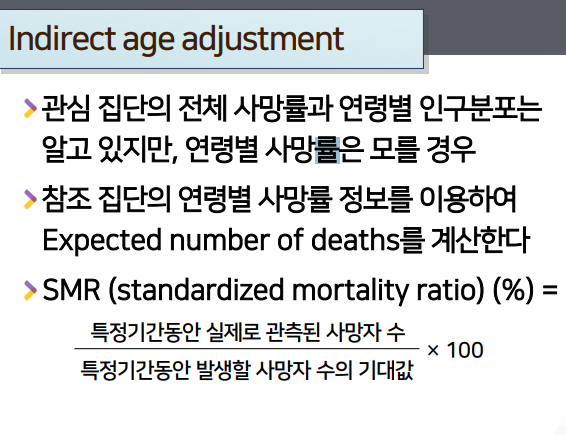 Indirect age adjustment
관심 집단의 전체 사망률과 연령별 인구분포는
알고 있지만, 연령별 사망률은 모를 경우
참조 집단의 연령별 사망률 정보를 이용하여
Expected number of deaths를 계산한다
SMR (standardized mortality ratio) (%) =
특정기간동안 실제로 관측된 사망자 수
특정기간동안 발생할 사망자 수의 기대값
× 100